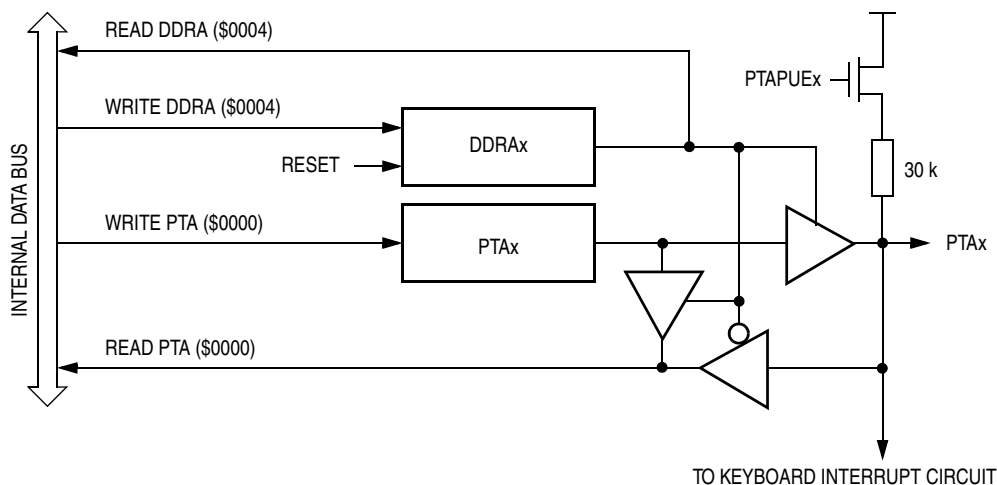 READ DDRA ($0004)
PTAPUEx
WRITE DDRA ($0004)
DDRAx
RESET
30 k
INTERNAL DATA BUS
WRITE PTA ($0000)
PTAx
PTAx
READ PTA ($0000)
TO KEYBOARD INTERRUPT CIRCUIT